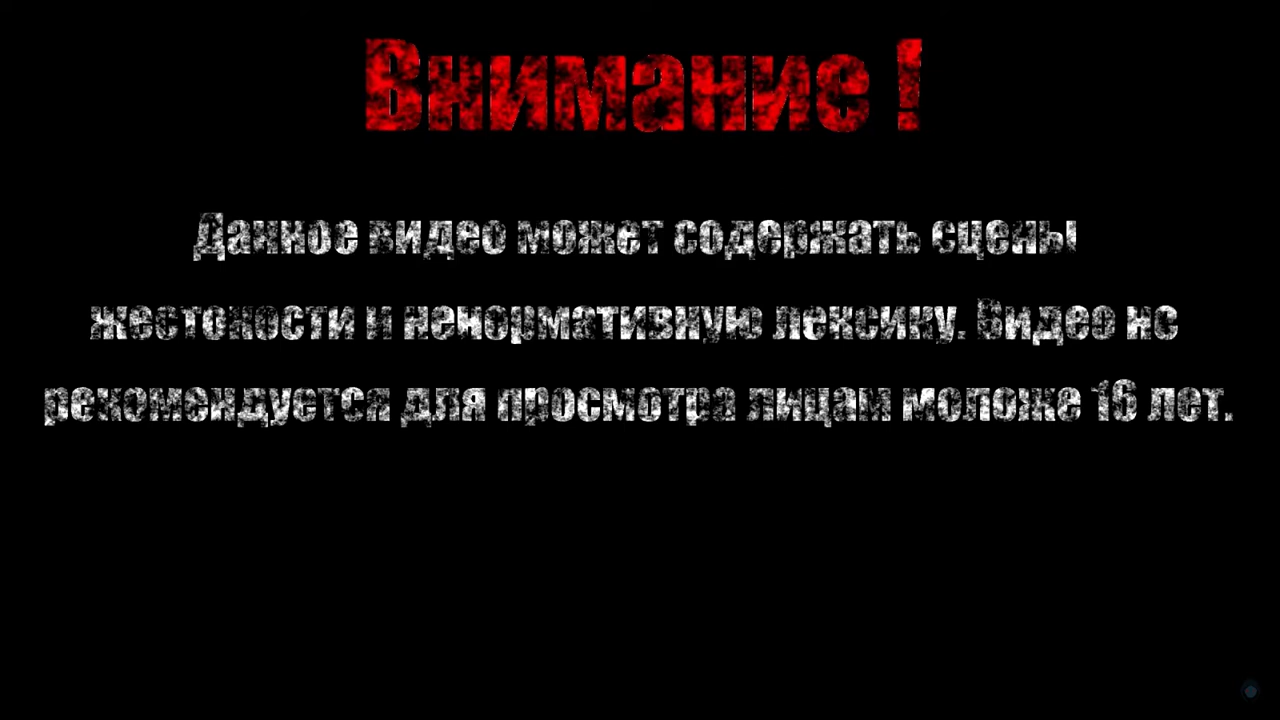 Внимание !
Данное видео может содержать сцены
жестокости и ненормативную лексику. Видео не
рекомендуется для просмотра лицам моложе 16 лет.